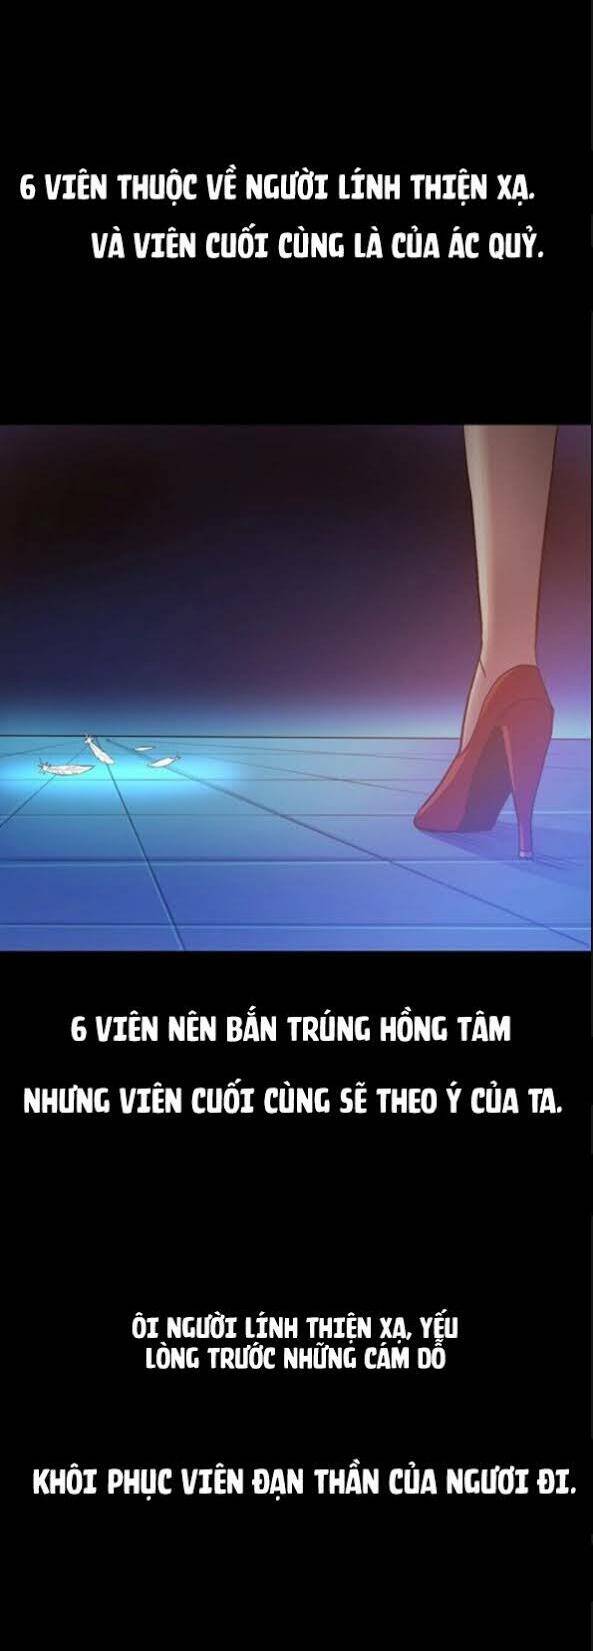 6 VIÊN THUỘC VỀ NGƯỜI LÍNH THIỆN XẠ.
VÀ VIÊN CUỐI CÙNG LÀ CỦA ÁC QUỶ.
6 VIÊN NÊN BẮN TRÚNG HỒNG TÂM
NHƯNG VIÊN CUỐI CÙNG SẼ THEO Ý CỦA TA.
ÔI NGƯỜI LÍNH THIỆN XẠ, YẾU
LÒNG TRƯỚC NHỮNG CÁM DỖ
KHÔI PHỤC VIÊN ĐẠN THẦN CỦA NGƯƠI ĐI.